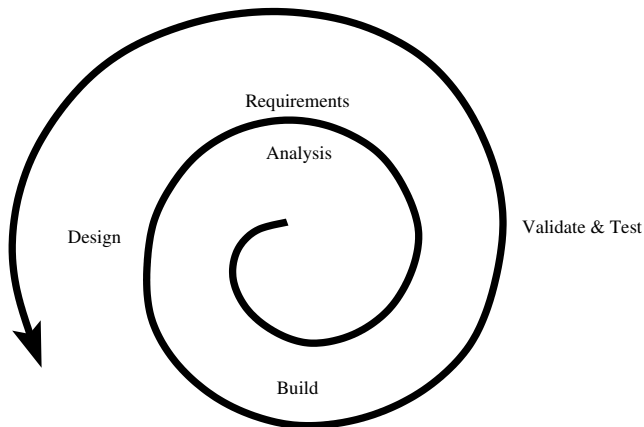 Requirements
Analysis
Design
Validate & Test
Build